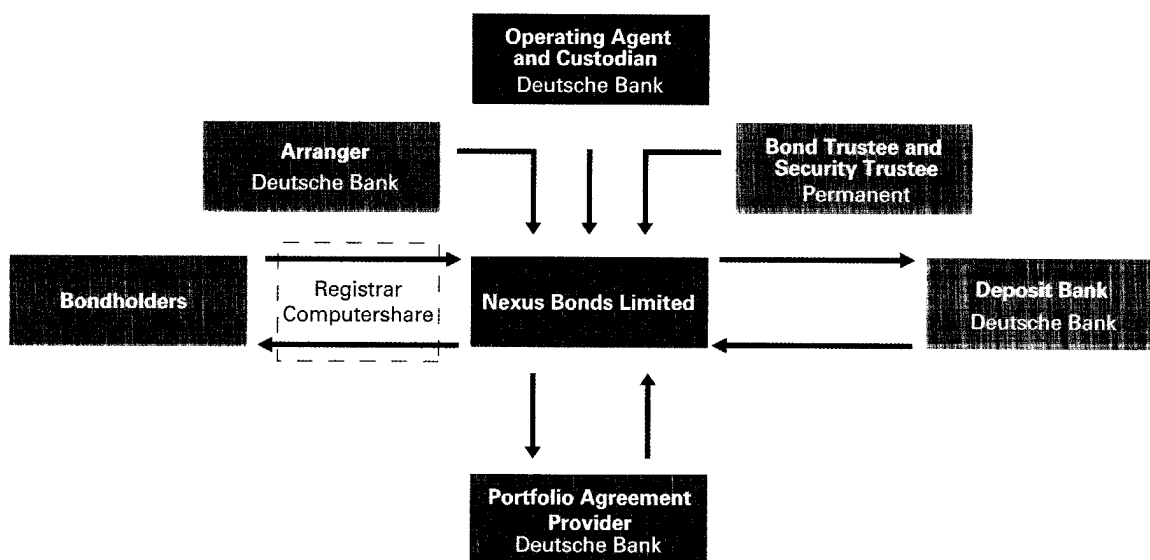 Operating Agent
and Custodian
Deutsche Bank
Arranger
Deutsche Bank
Bond Trustee and
Security Trustee
Permanent
Bondholders
Registrar
Computershare
Nexus Bonds Limited
Deposit Bank
Deutsche Bank
Portfolio Agreement
Provider
Deutsche Bank